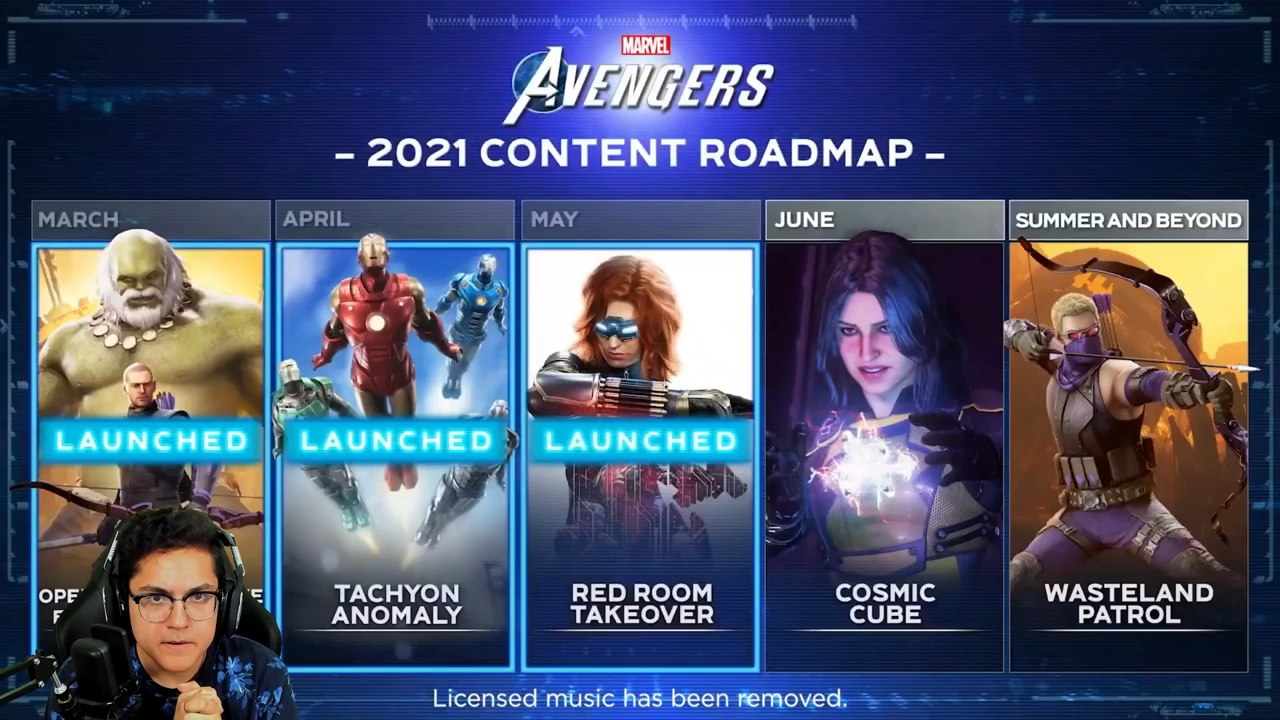 MARVEL
AVENGERS
– 2021 CONTENT ROADMAP –
MARCH
APRIL
MAY
JUNE
SUMMER AND BEYOND
LAUNCHED
LAUNCHED
LAUNCHED
TACHYON
ANOMALY
RED ROOM
TAKEOVER
COSMIC
CUBE
WASTELAND
PATROL
Licensed music has been removed.